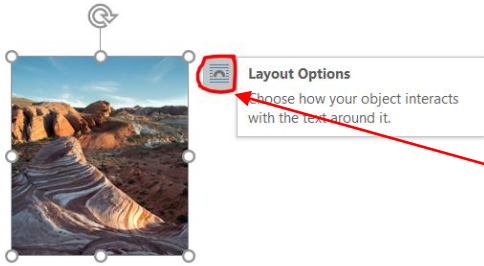 Layout Options
Choose how your object interacts
with the text around it.